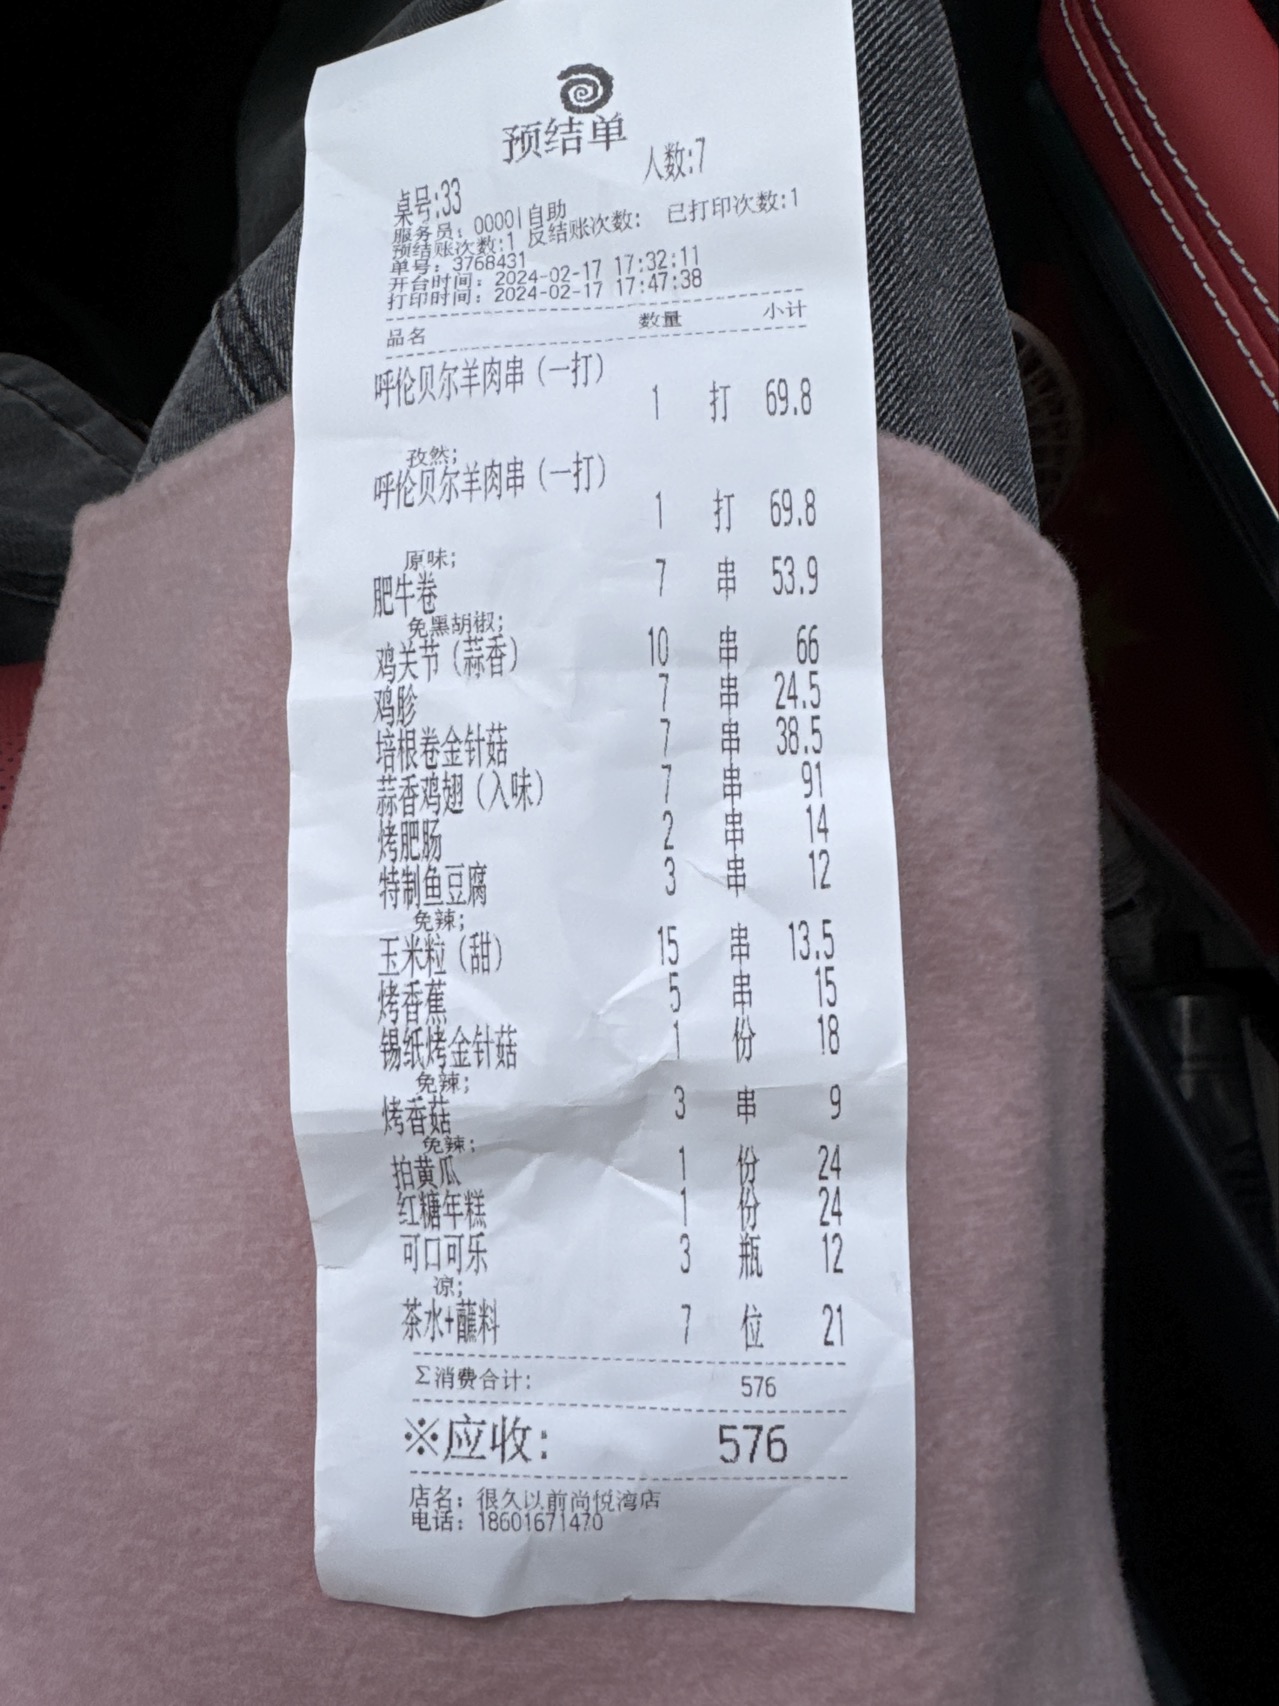 预结单
人数:7
桌号:33
服务员: 00001自助
预结账次数:1 反结账次数: 已打印次数:1
单号: 3768431
开台时间: 2024-02-17 17:32:11
打印时间: 2024-02-17 17:47:38
品名 数量 小计
呼伦贝尔羊肉串(一打)
1 打 69.8
孜然;
呼伦贝尔羊肉串(一打)
1 打 69.8
原味;
肥牛卷 7 串 53.9
免黑胡椒;
鸡关节(蒜香) 10 串 66
鸡胗 7 串 24.5
培根卷金针菇 7 串 38.5
蒜香鸡翅(入味) 7 串 91
烤肥肠 2 串 14
特制鱼豆腐 3 串 12
免辣;
玉米粒(甜) 15 串 13.5
烤香蕉 5 串 15
锡纸烤金针菇 1 份 18
免辣;
烤香菇 3 串 9
免辣;
拍黄瓜 1 份 24
红糖年糕 1 份 24
可口可乐 3 瓶 12
凉;
茶水+蘸料 7 位 21
Σ消费合计: 576
※应收: 576
店名: 很久以前尚悦湾店
电话: 18601671470